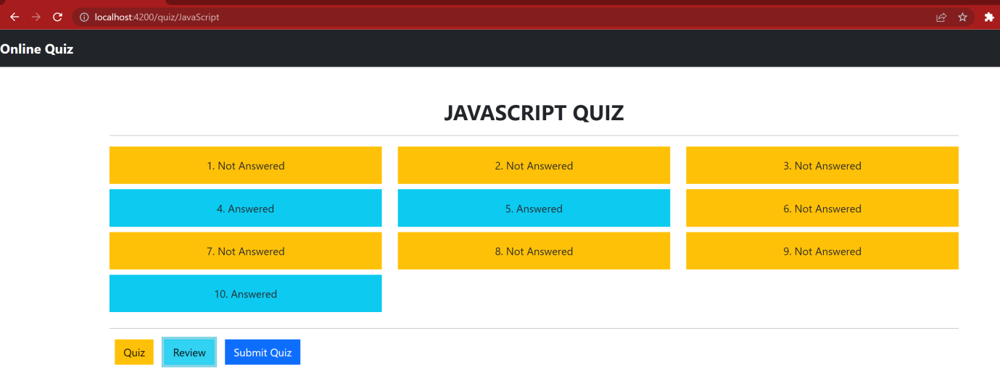 localhost:4200/quiz/JavaScript
Online Quiz
JAVASCRIPT QUIZ
1. Not Answered 2. Not Answered 3. Not Answered
4. Answered 5. Answered 6. Not Answered
7. Not Answered 8. Not Answered 9. Not Answered
10. Answered
Quiz Review Submit Quiz